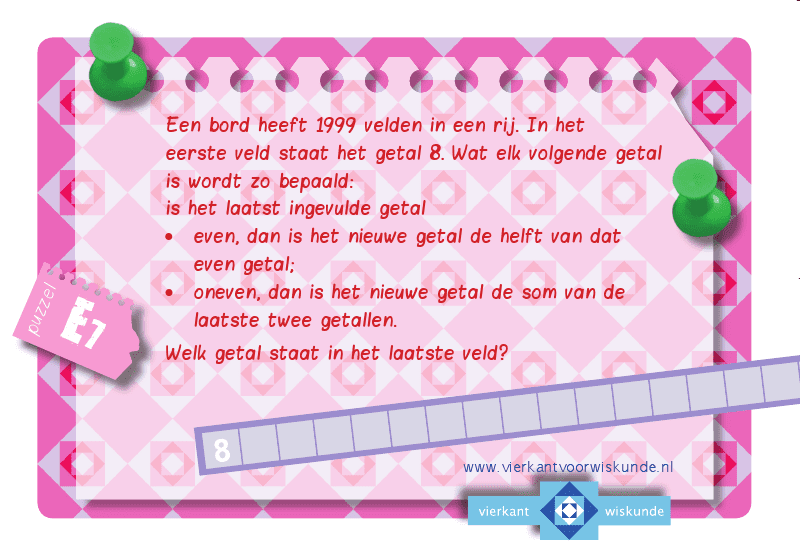 Een bord heeft 1999 velden in een rij. In het
eerste veld staat het getal 8. Wat elk volgende getal
is wordt zo bepaald:
is het laatst ingevulde getal
• even, dan is het nieuwe getal de helft van dat
even getal;
• oneven, dan is het nieuwe getal de som van de
laatste twee getallen.
puzzel
E7
Welk getal staat in het laatste veld?
8
www.vierkantvoorwiskunde.nl
vierkant wiskunde